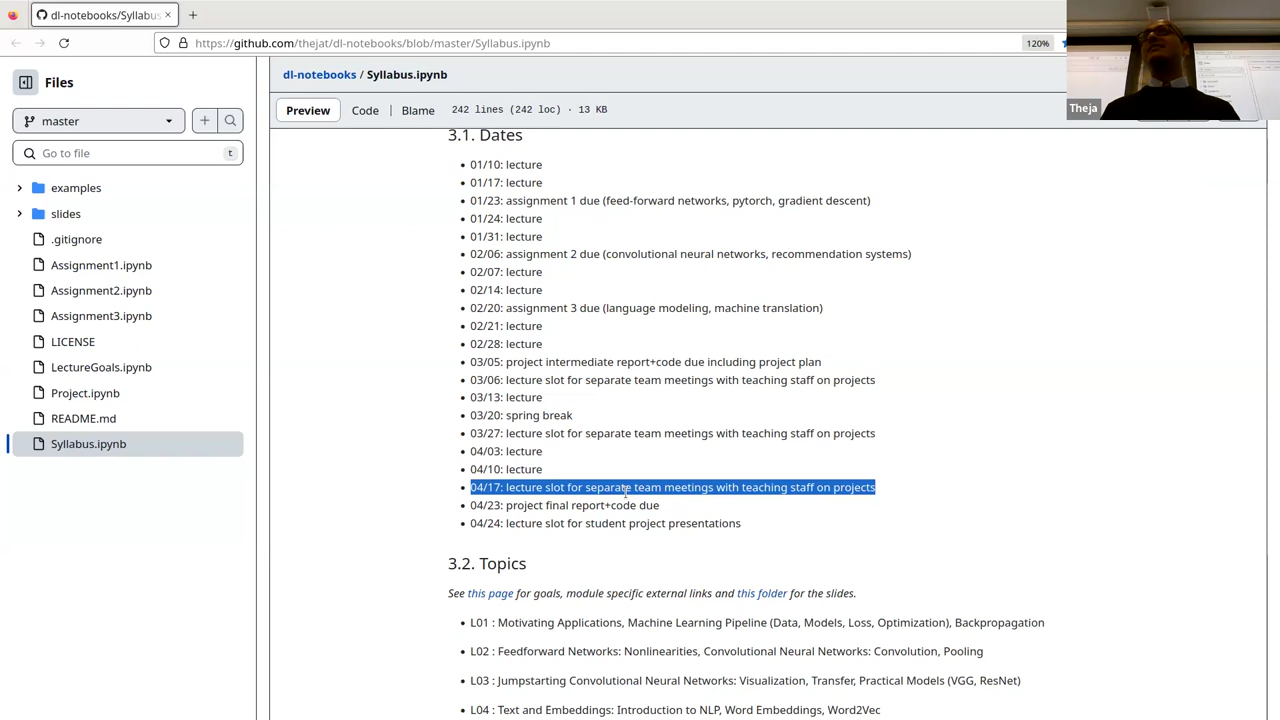 dl-notebooks/Syllabus
https://github.com/thejat/dl-notebooks/blob/master/Syllabus.ipynb
120%
Theja
Files
master
Go to file
t
examples
slides
.gitignore
Assignment1.ipynb
Assignment2.ipynb
Assignment3.ipynb
LICENSE
LectureGoals.ipynb
Project.ipynb
README.md
Syllabus.ipynb
dl-notebooks / Syllabus.ipynb
Preview
Code
Blame
242 lines (242 loc) · 13 KB
3.1. Dates
• 01/10: lecture
• 01/17: lecture
• 01/23: assignment 1 due (feed-forward networks, pytorch, gradient descent)
• 01/24: lecture
• 01/31: lecture
• 02/06: assignment 2 due (convolutional neural networks, recommendation systems)
• 02/07: lecture
• 02/14: lecture
• 02/20: assignment 3 due (language modeling, machine translation)
• 02/21: lecture
• 02/28: lecture
• 03/05: project intermediate report+code due including project plan
• 03/06: lecture slot for separate team meetings with teaching staff on projects
• 03/13: lecture
• 03/20: spring break
• 03/27: lecture slot for separate team meetings with teaching staff on projects
• 04/03: lecture
• 04/10: lecture
• 04/17: lecture slot for separate team meetings with teaching staff on projects
• 04/23: project final report+code due
• 04/24: lecture slot for student project presentations
3.2. Topics
See this page for goals, module specific external links and this folder for the slides.
• L01 : Motivating Applications, Machine Learning Pipeline (Data, Models, Loss, Optimization), Backpropagation
• L02 : Feedforward Networks: Nonlinearities, Convolutional Neural Networks: Convolution, Pooling
• L03 : Jumpstarting Convolutional Neural Networks: Visualization, Transfer, Practical Models (VGG, ResNet)
• L04 : Text and Embeddings: Introduction to NLP, Word Embeddings, Word2Vec